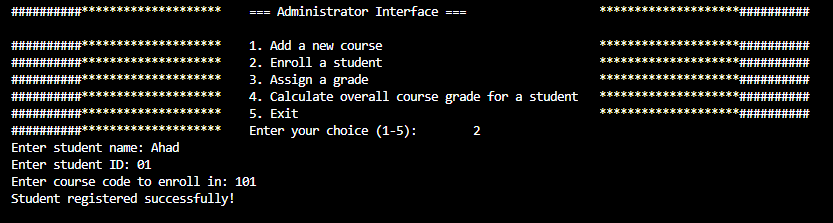 ##########********************    === Administrator Interface ===                   ********************##########
##########********************    1. Add a new course                               ********************##########
##########********************    2. Enroll a student                               ********************##########
##########********************    3. Assign a grade                                 ********************##########
##########********************    4. Calculate overall course grade for a student   ********************##########
##########********************    5. Exit                                           ********************##########
##########********************    Enter your choice (1-5):        2
Enter student name: Ahad
Enter student ID: 01
Enter course code to enroll in: 101
Student registered successfully!